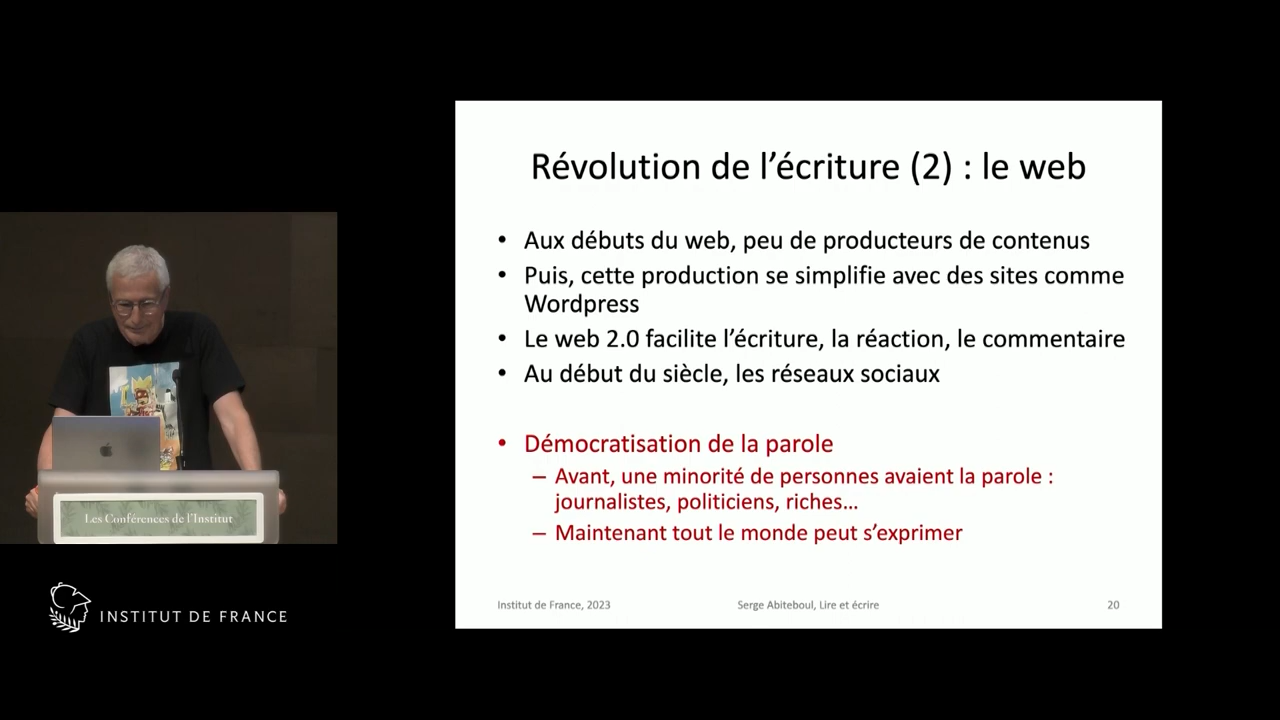 Révolution de l’écriture (2) : le web
• Aux débuts du web, peu de producteurs de contenus
• Puis, cette production se simplifie avec des sites comme
Wordpress
• Le web 2.0 facilite l’écriture, la réaction, le commentaire
• Au début du siècle, les réseaux sociaux
• Démocratisation de la parole
– Avant, une minorité de personnes avaient la parole :
journalistes, politiciens, riches…
– Maintenant tout le monde peut s’exprimer
Institut de France, 2023
Serge Abiteboul, Lire et écrire
20
Les Conférences de l'Institut
INSTITUT DE FRANCE